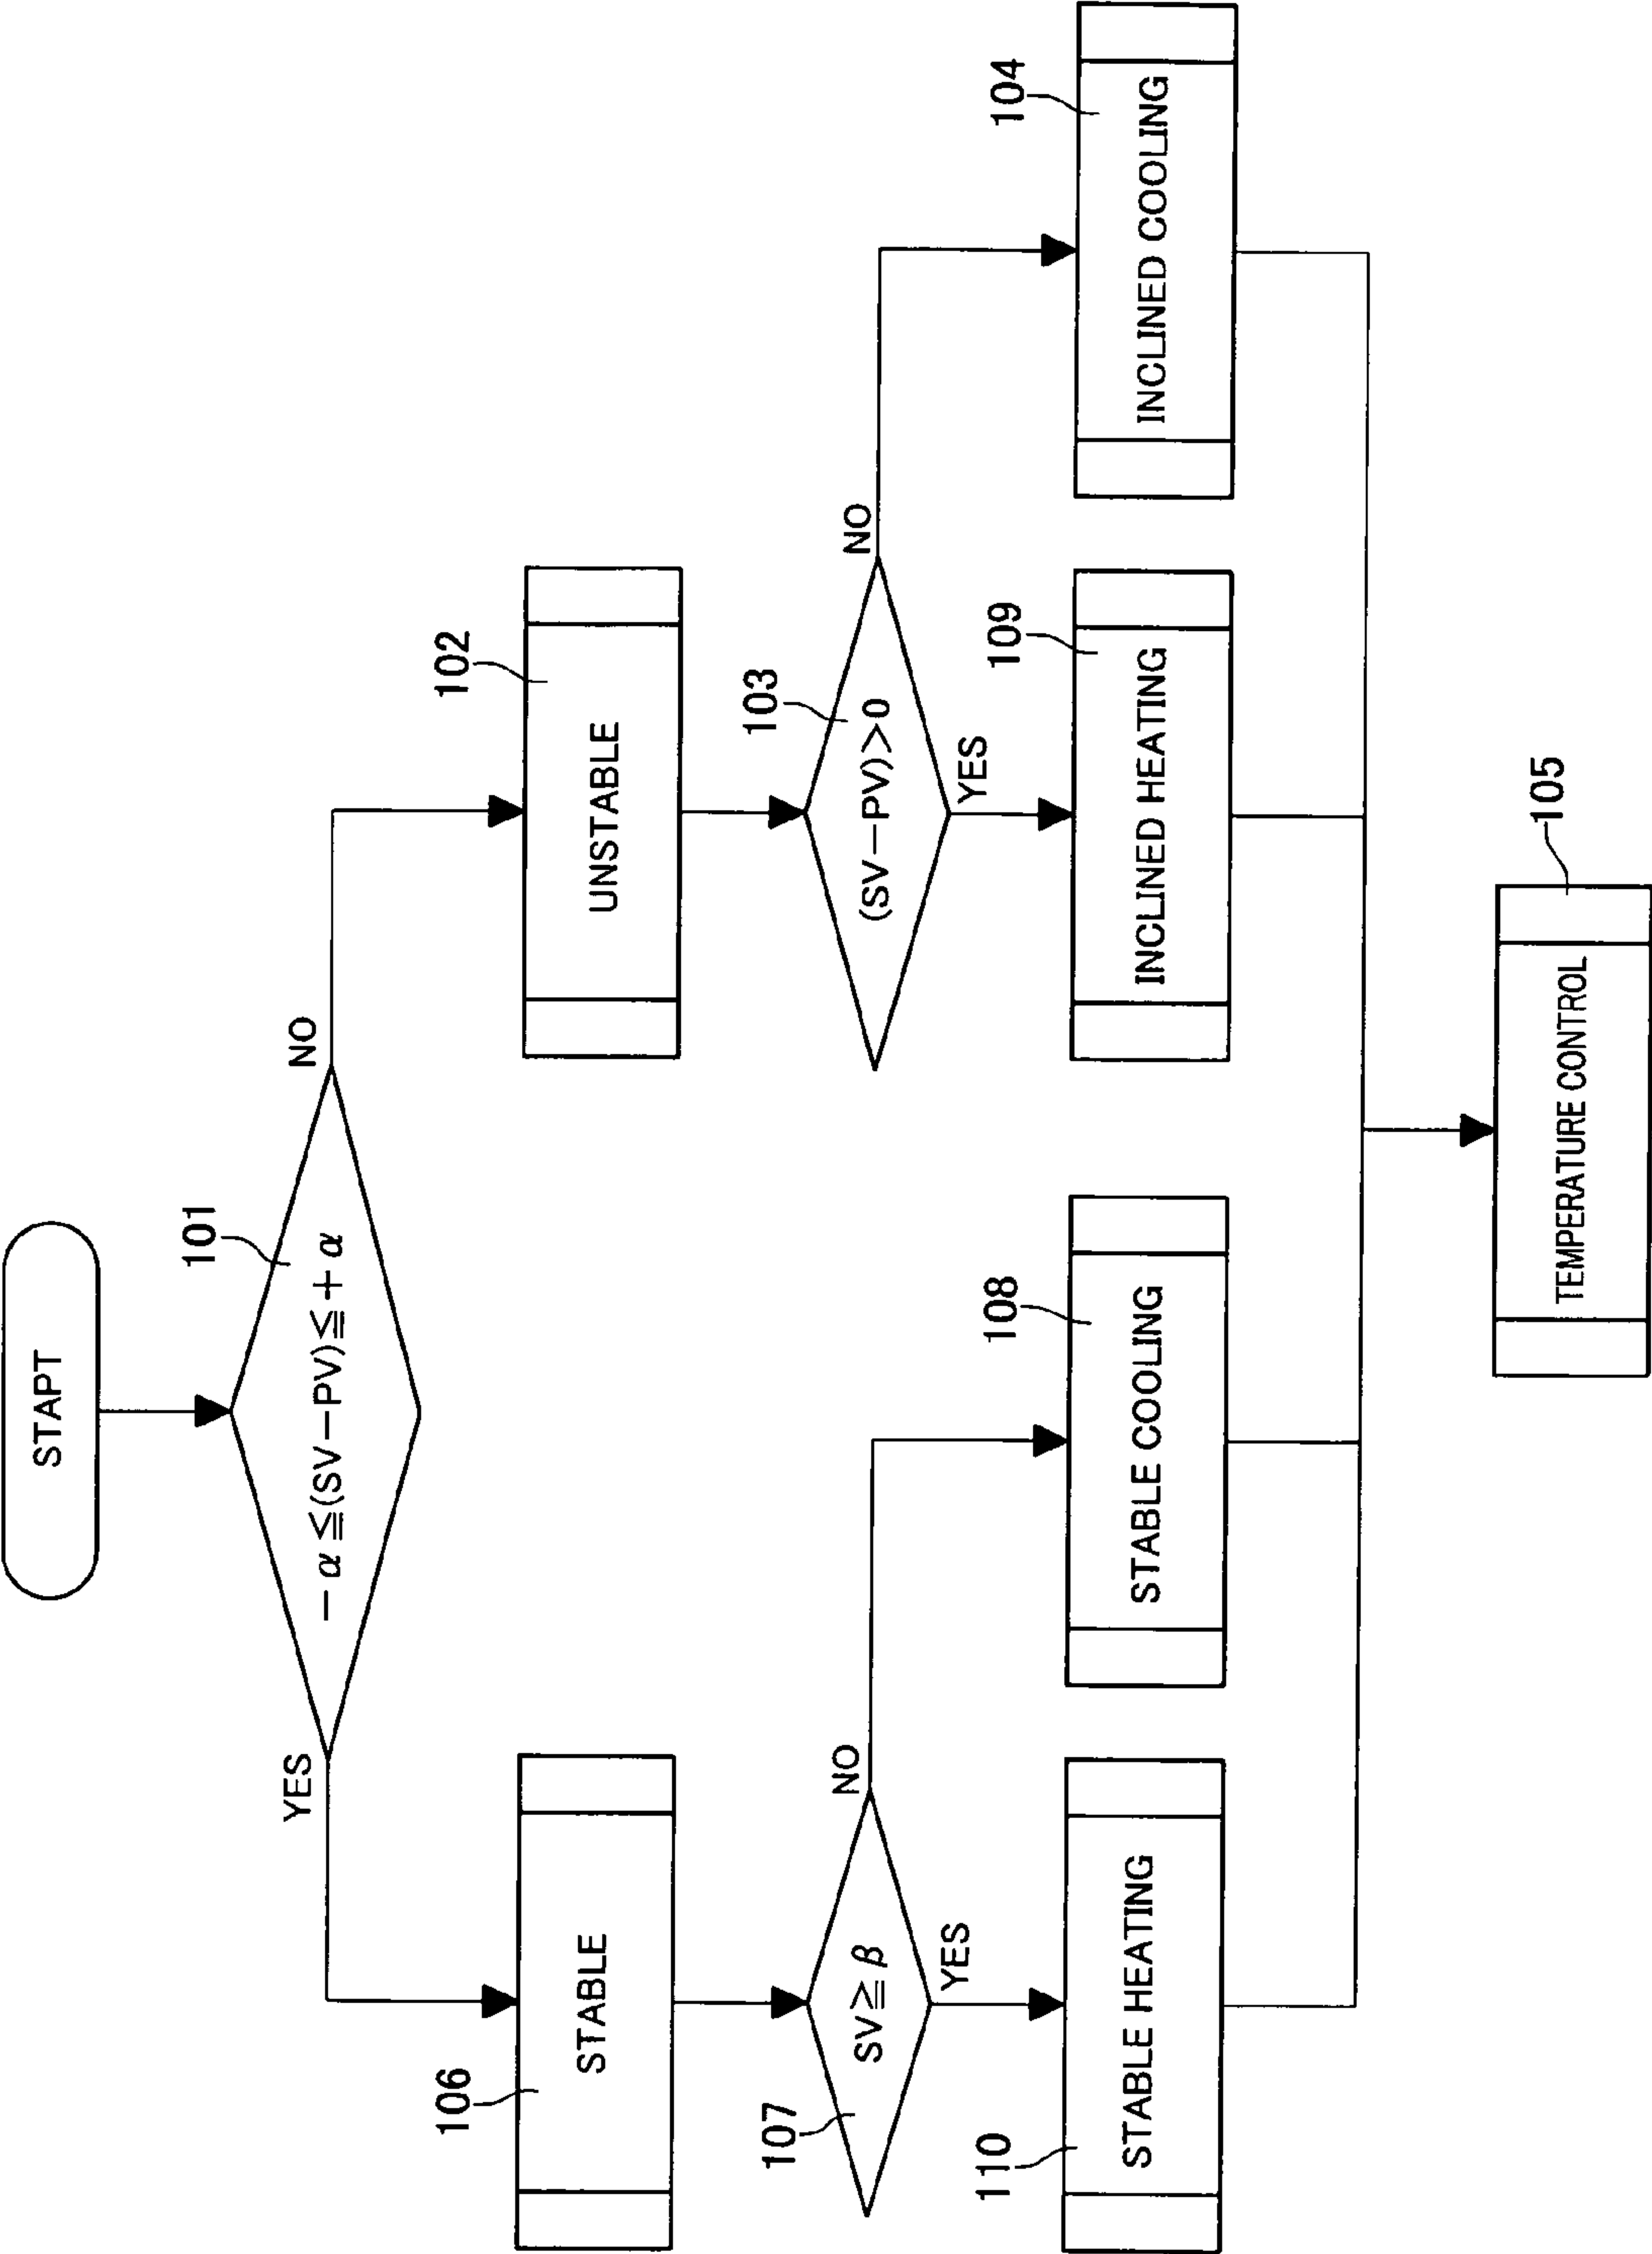 STAPT
101
－α≦(SV－PV)≦＋α
YES
NO
106
STABLE
102
UNSTABLE
107
SV≧β
NO
YES
103
(SV－PV)>0
NO
YES
110
STABLE HEATING
108
STABLE COOLING
109
INCLINED HEATING
104
INCLINED COOLING
105
TEMPERATURE CONTROL